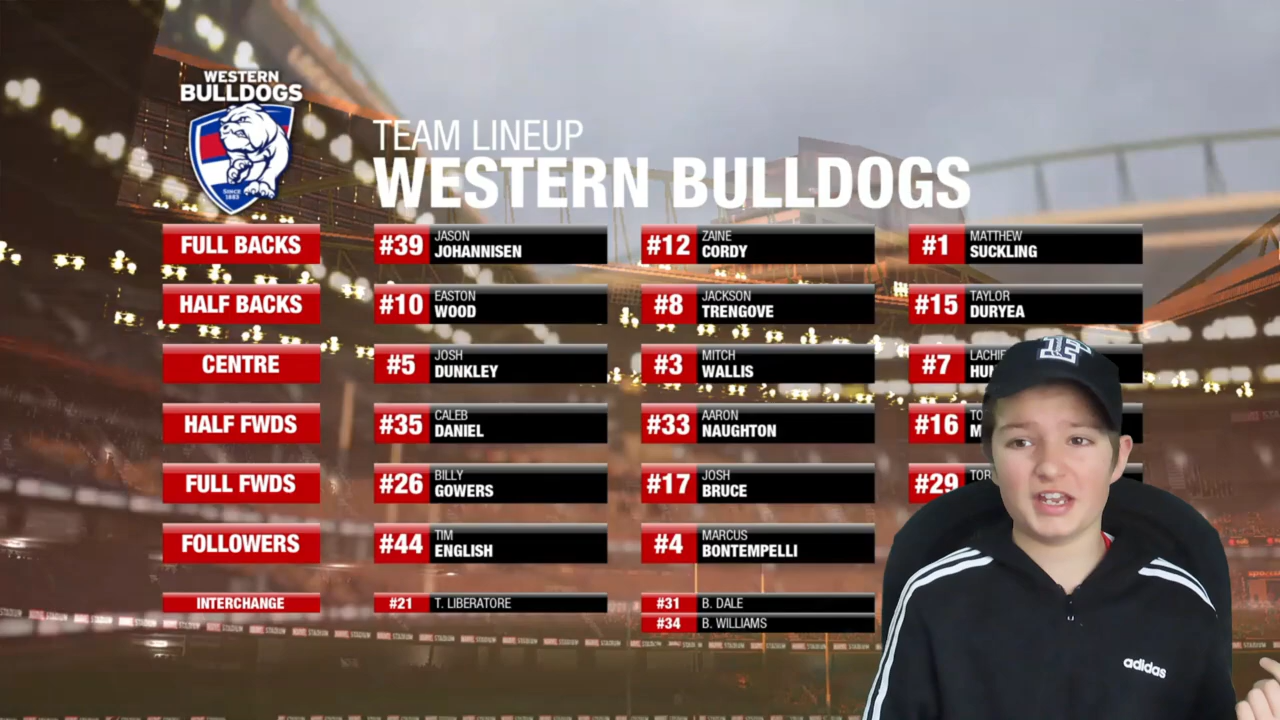 WESTERN
BULLDOGS
SINCE
1883
TEAM LINEUP
WESTERN BULLDOGS
FULL BACKS #39 JASON JOHANNISEN #12 ZAINE CORDY #1 MATTHEW SUCKLING
HALF BACKS #10 EASTON WOOD #8 JACKSON TRENGOVE #15 TAYLOR DURYEA
CENTRE #5 JOSH DUNKLEY #3 MITCH WALLIS #7
HALF FWDS #35 CALEB DANIEL #33 AARON NAUGHTON #16
FULL FWDS #26 BILLY GOWERS #17 JOSH BRUCE #29
FOLLOWERS #44 TIM ENGLISH #4 MARCUS BONTEMPELLI
INTERCHANGE #21 T. LIBERATORE #31 B. DALE
#34 B. WILLIAMS
adidas